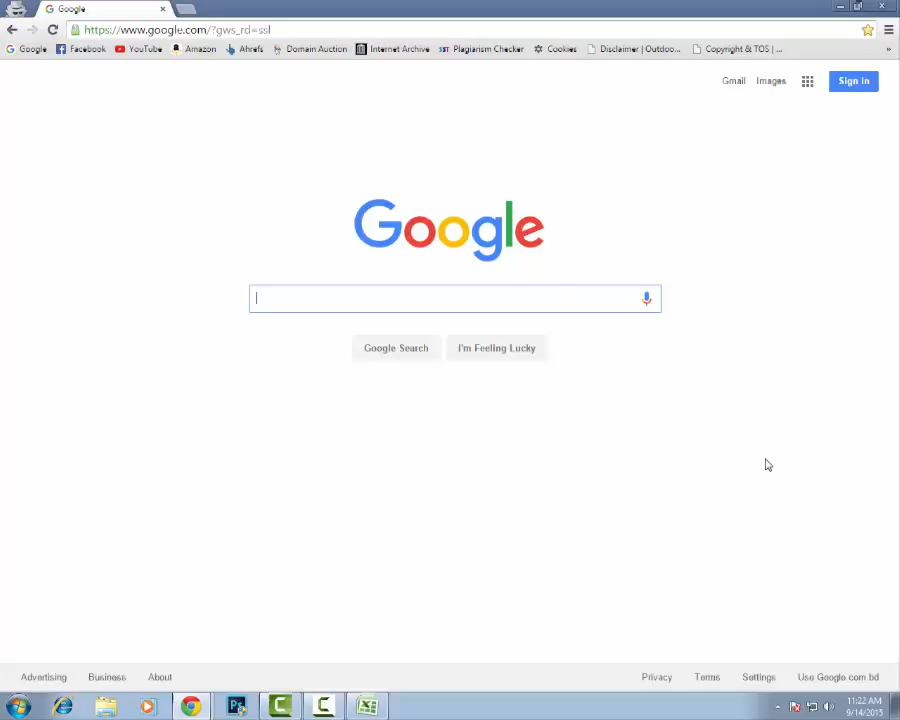 Google
https://www.google.com/?gws_rd=ssl
Google Facebook YouTube Amazon Ahrefs Domain Auction Internet Archive SST Plagiarism Checker Cookies Disclaimer | Outdoo... Copyright & TOS | ...
Gmail Images Sign in
Google
Google Search I'm Feeling Lucky
Advertising Business About Privacy Terms Settings Use Google.com.bd
Ps
11:22 AM
9/14/2015